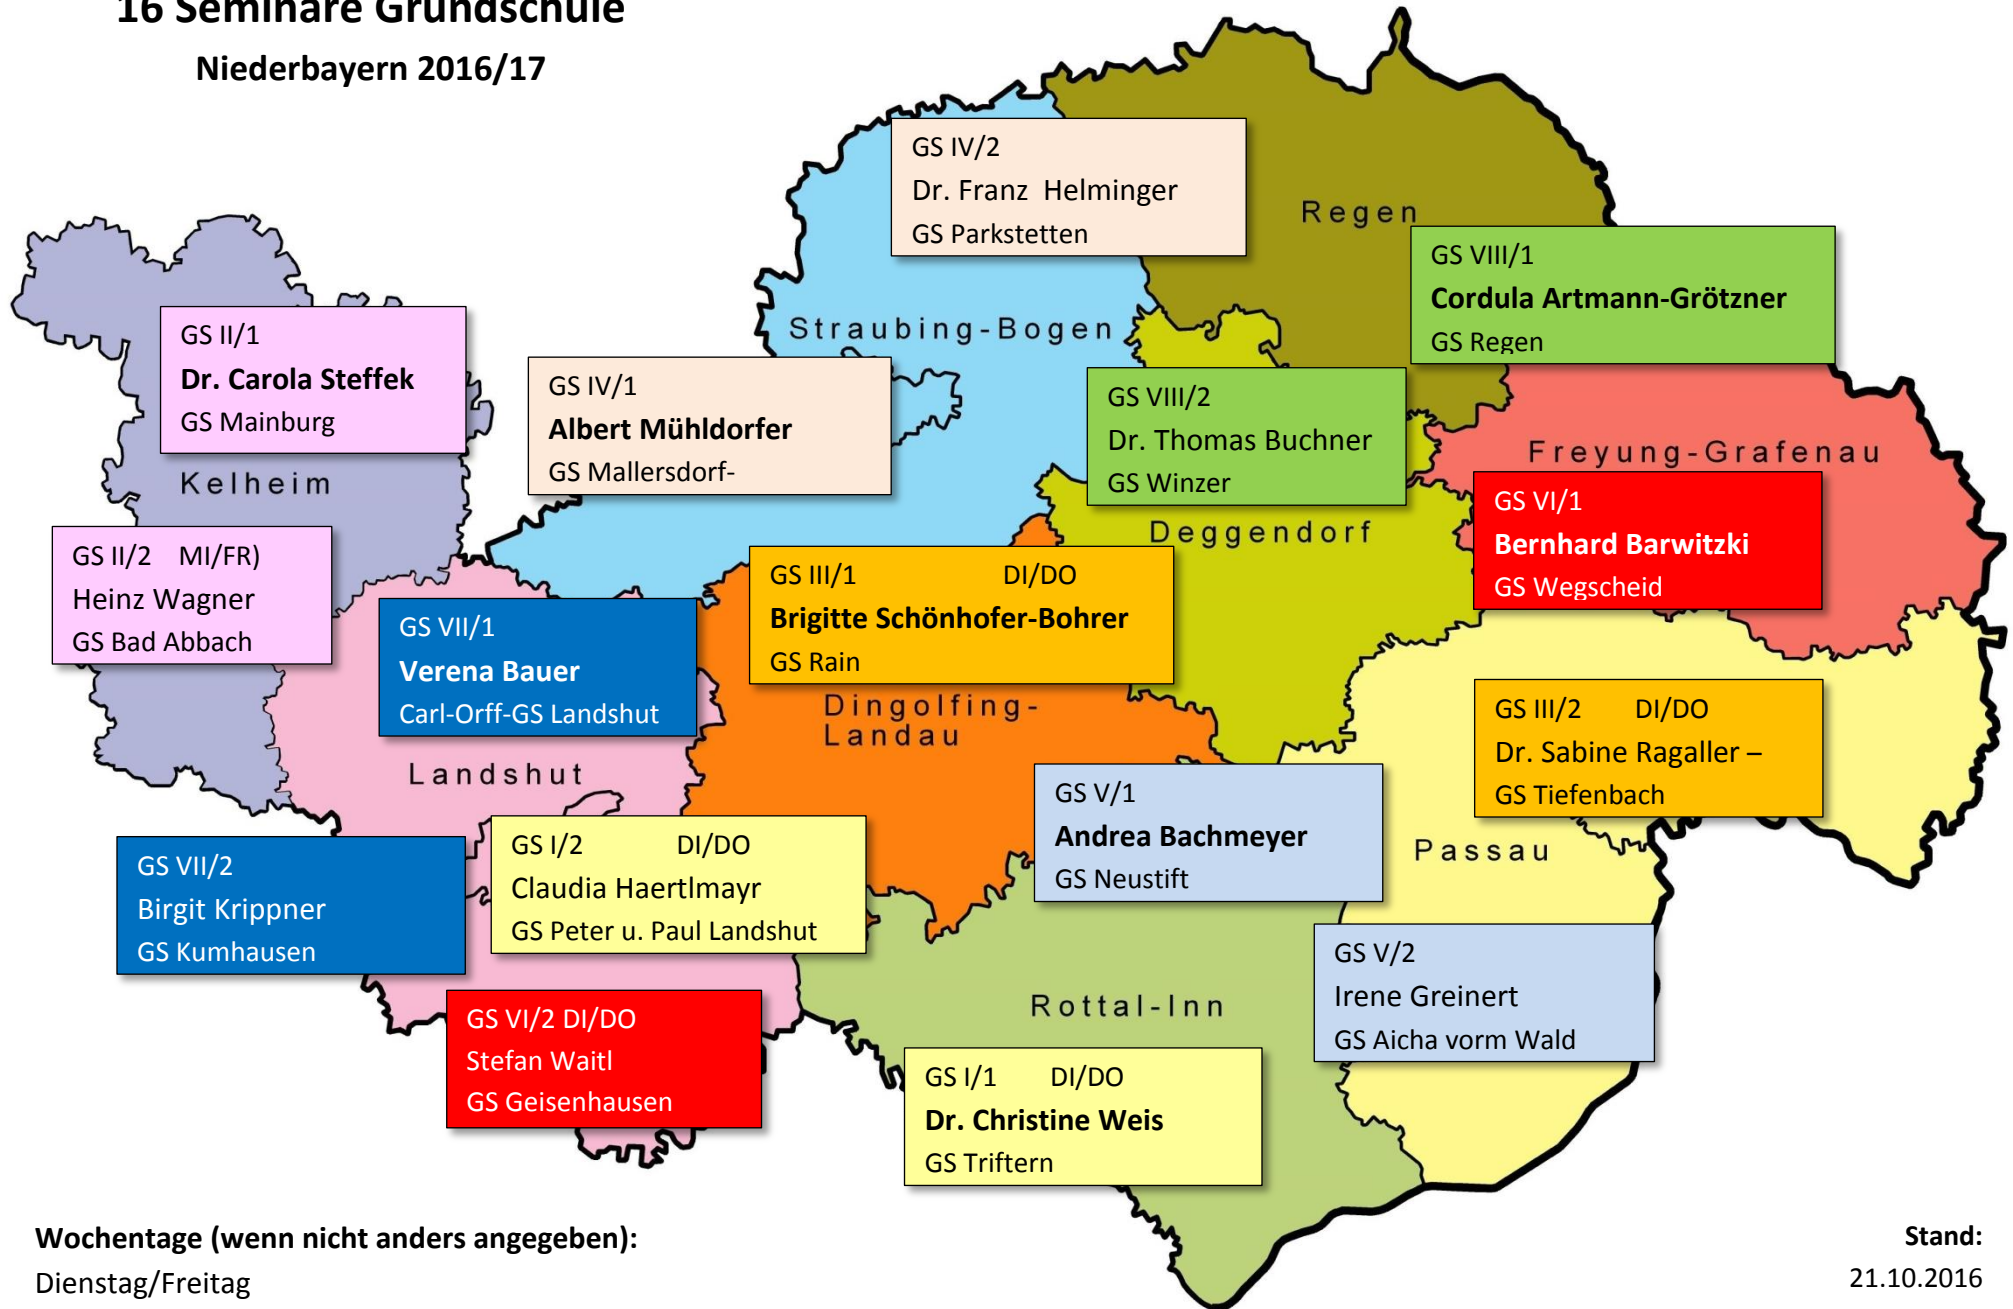 16 Seminare Grundschule
Niederbayern 2016/17
GS IV/2
Dr. Franz  Helminger
GS Parkstetten
Regen
GS VIII/1
Cordula Artmann-Grötzner
GS Regen
GS II/1
Dr. Carola Steffek
GS Mainburg
Straubing-Bogen
GS IV/1
Albert Mühldorfer
GS Mallersdorf-
GS VIII/2
Dr. Thomas Buchner
GS Winzer
Freyung-Grafenau
Kelheim
GS VI/1
Bernhard Barwitzki
GS Wegscheid
Deggendorf
GS II/2    MI/FR)
Heinz Wagner
GS Bad Abbach
GS III/1    DI/DO
Brigitte Schönhofer-Bohrer
GS Rain
GS VII/1
Verena Bauer
Carl-Orff-GS Landshut
Dingolfing-
Landau
GS III/2    DI/DO
Dr. Sabine Ragaller –
GS Tiefenbach
Landshut
GS V/1
Andrea Bachmeyer
GS Neustift
Passau
GS VII/2
Birgit Krippner
GS Kumhausen
GS I/2    DI/DO
Claudia Haertlmayr
GS Peter u. Paul Landshut
GS V/2
Irene Greinert
GS Aicha vorm Wald
Rottal-Inn
GS VI/2 DI/DO
Stefan Waitl
GS Geisenhausen
GS I/1    DI/DO
Dr. Christine Weis
GS Triftern
Wochentage (wenn nicht anders angegeben):
Dienstag/Freitag
Stand:
21.10.2016